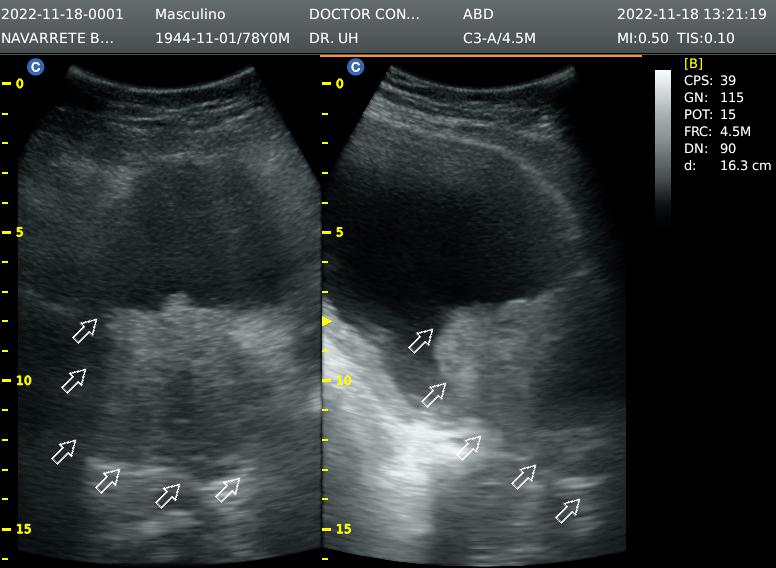 2022-11-18-0001 Masculino DOCTOR CON... ABD 2022-11-18 13:21:19
NAVARRETE B... 1944-11-01/78Y0M DR. UH C3-A/4.5M MI:0.50 TIS:0.10
C C [B]
0 0 CPS: 39
GN: 115
POT: 15
FRC: 4.5M
DN: 90
d: 16.3 cm
5 5
10 10
15 15